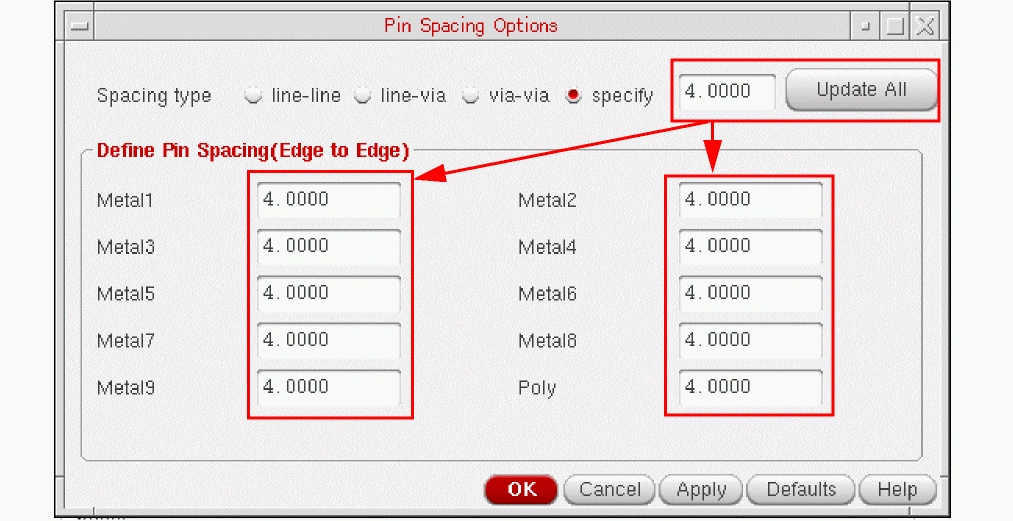 Pin Spacing Options
Spacing type line-line line-via via-via specify 4.0000 Update All
Define Pin Spacing(Edge to Edge)
Metal1 4.0000 Metal2 4.0000
Metal3 4.0000 Metal4 4.0000
Metal5 4.0000 Metal6 4.0000
Metal7 4.0000 Metal8 4.0000
Metal9 4.0000 Poly 4.0000
OK Cancel Apply Defaults Help